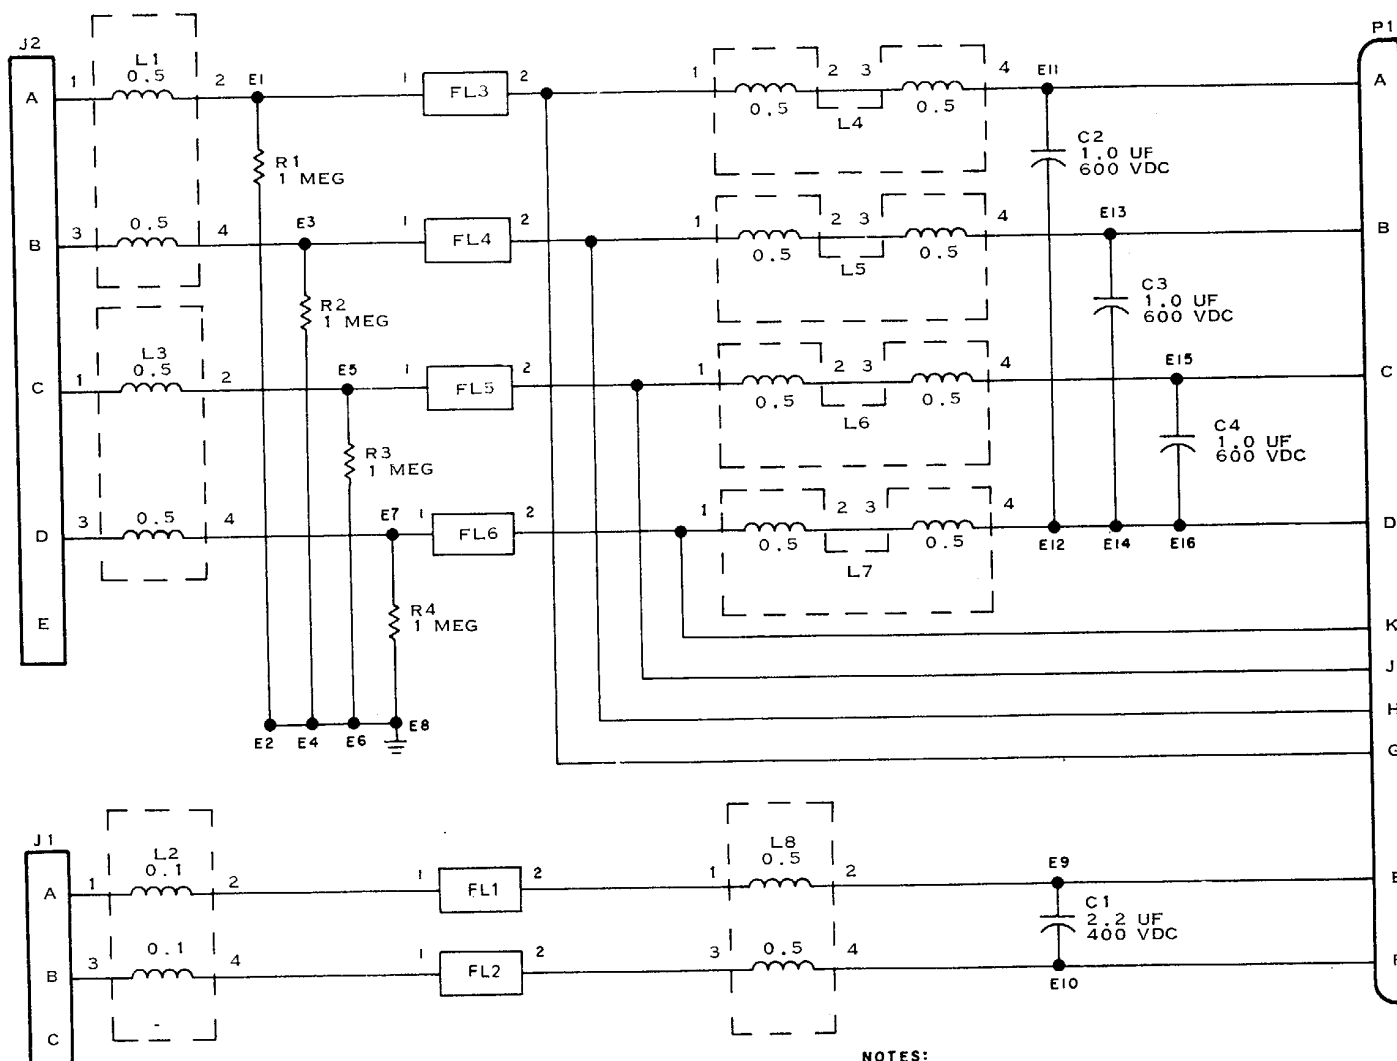 J2
P1
L1
0.5
1
2
E1
1
FL3
2
1
2
3
4
E11
A
A
0.5
L4
0.5
C2
1.0 UF
600 VDC
R1
1 MEG
0.5
3
4
E3
1
FL4
2
1
2
3
4
E13
B
B
0.5
L5
0.5
C3
1.0 UF
600 VDC
R2
1 MEG
L3
0.5
1
2
E5
1
FL5
2
1
2
3
4
E15
C
C
0.5
L6
0.5
C4
1.0 UF
600 VDC
R3
1 MEG
0.5
3
4
E7
1
FL6
2
1
2
3
4
D
D
0.5
L7
0.5
E12
E14
E16
R4
1 MEG
E
K
J
H
G
E2
E4
E6
E8
J1
L2
0.1
1
2
1
FL1
2
1
L8
0.5
2
E9
A
E
C1
2.2 UF
400 VDC
0.1
3
4
1
FL2
2
3
0.5
4
E10
B
C
NOTES: